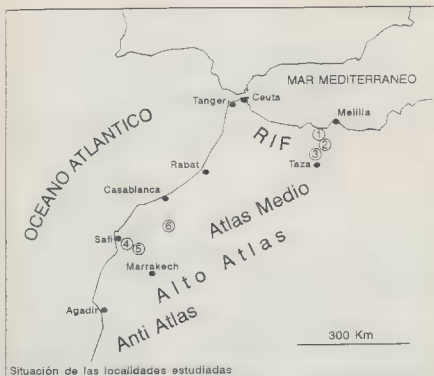 MAR MEDITERRANEO
OCEANO ATLANTICO
Tanger
Ceuta
Melilla
RIF
1
2
3
Taza
Rabat
Casablanca
Atlas Medio
6
Safi
4
5
Alto Atlas
Marrakech
Anti Atlas
Agadir
300 Km
Situación de las localidades estudiadas